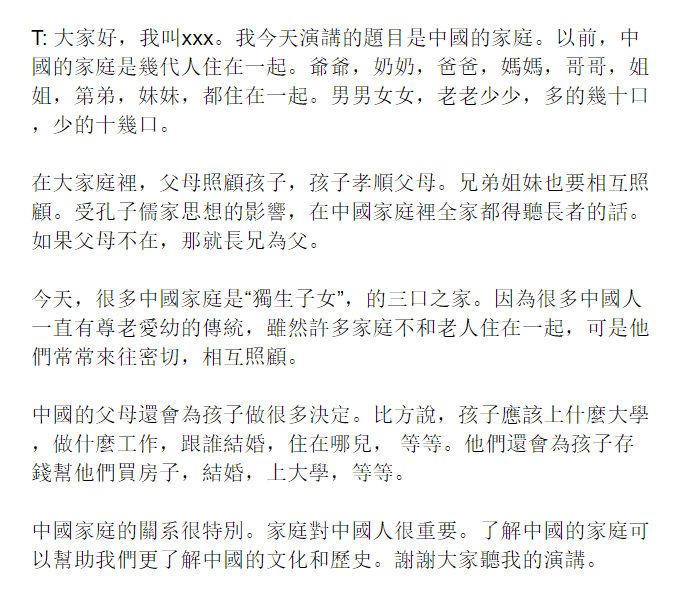 T: 大家好，我叫xxx。我今天演講的題目是中國的家庭。以前，中
國的家庭是幾代人住在一起。爺爺，奶奶，爸爸，媽媽，哥哥，姐
姐，第弟，妹妹，都住在一起。男男女女，老老少少，多的幾十口
，少的十幾口。
在大家庭裡，父母照顧孩子，孩子孝順父母。兄弟姐妹也要相互照
顧。受孔子儒家思想的影響，在中國家庭裡全家都得聽長者的話。
如果父母不在，那就長兄為父。
今天，很多中國家庭是“獨生子女”，的三口之家。因為很多中國人
一直有尊老愛幼的傳統，雖然許多家庭不和老人住在一起，可是他
們常常來往密切，相互照顧。
中國的父母還會為孩子做很多決定。比方說，孩子應該上什麼大學
，做什麼工作，跟誰結婚，住在哪兒， 等等。他們還會為孩子存
錢幫他們買房子，結婚，上大學，等等。
中國家庭的關系很特別。家庭對中國人很重要。了解中國的家庭可
以幫助我們更了解中國的文化和歷史。謝謝大家聽我的演講。